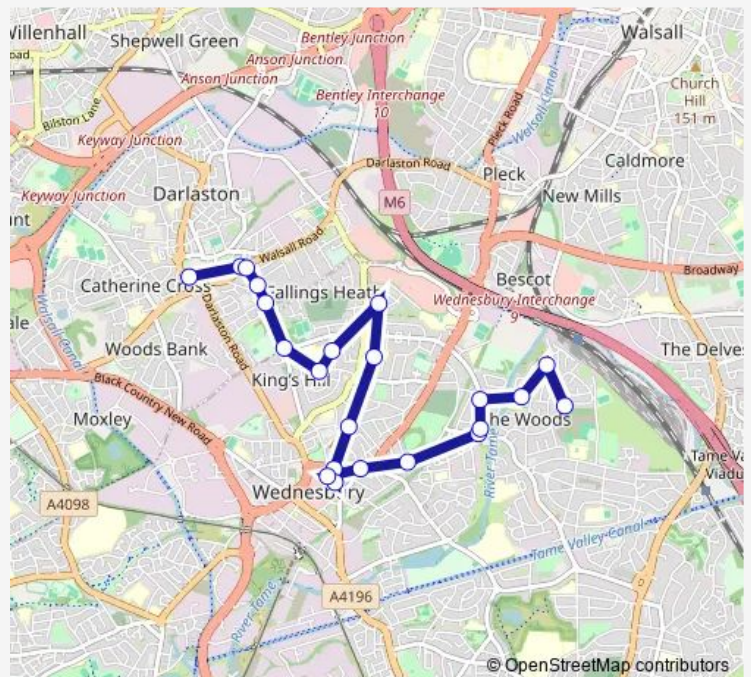 Willenhall
Shepwell Green
Bentley Junction
Walsall
Anson Junction
Anson Junction
Church
Hill
151 m
Bilston Lane
Bentley Interchange
10
Pleck Road
Walsall Canal
Keyway Junction
Darlaston Road
Caldmore
Pleck
Keyway Junction
Darlaston
M6
New Mills
Walsall Road
Broadway
Catherine Cross
Fallings Heath
Bescot
Wednesbury Interchange
9
Walsall Canal
Darlaston Road
Woods Bank
The Delves
King's Hill
Black Country New Road
Moxley
The Woods
River Tame
Tame Va
Viadu
Wednesbury
A4098
Tame Valley Canal
River Tame
A4196
© OpenStreetMap contributors